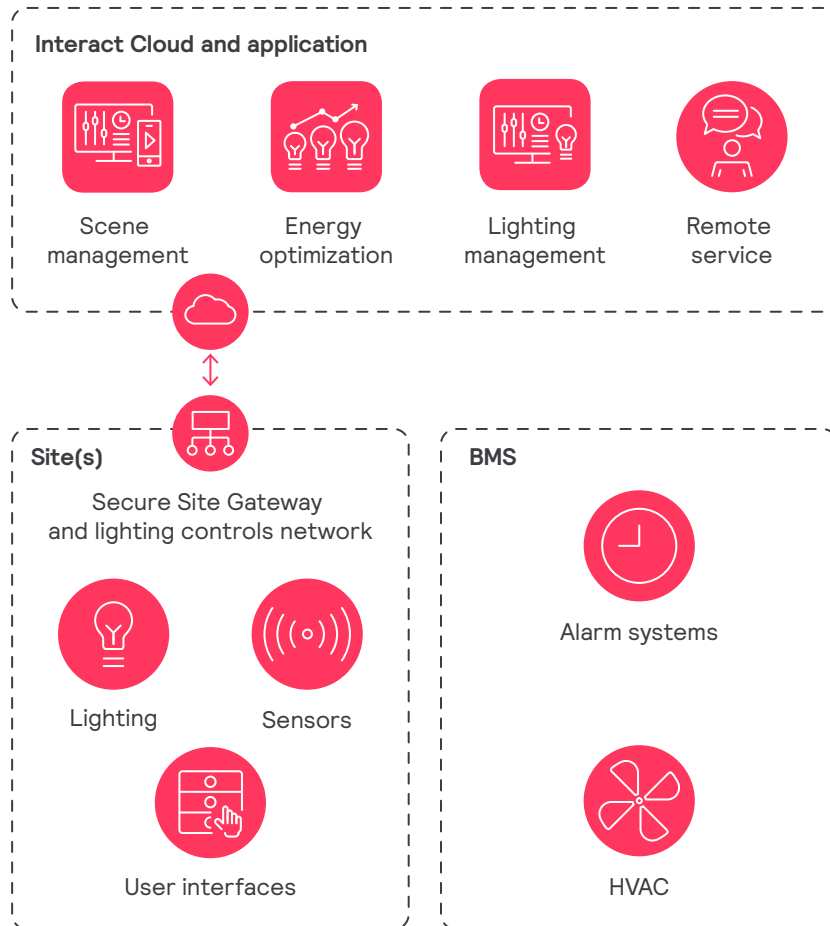 Interact Cloud and application
Scene
management
Energy
optimization
Lighting
management
Remote
service
Site(s)
Secure Site Gateway
and lighting controls network
Lighting
Sensors
User interfaces
BMS
Alarm systems
HVAC